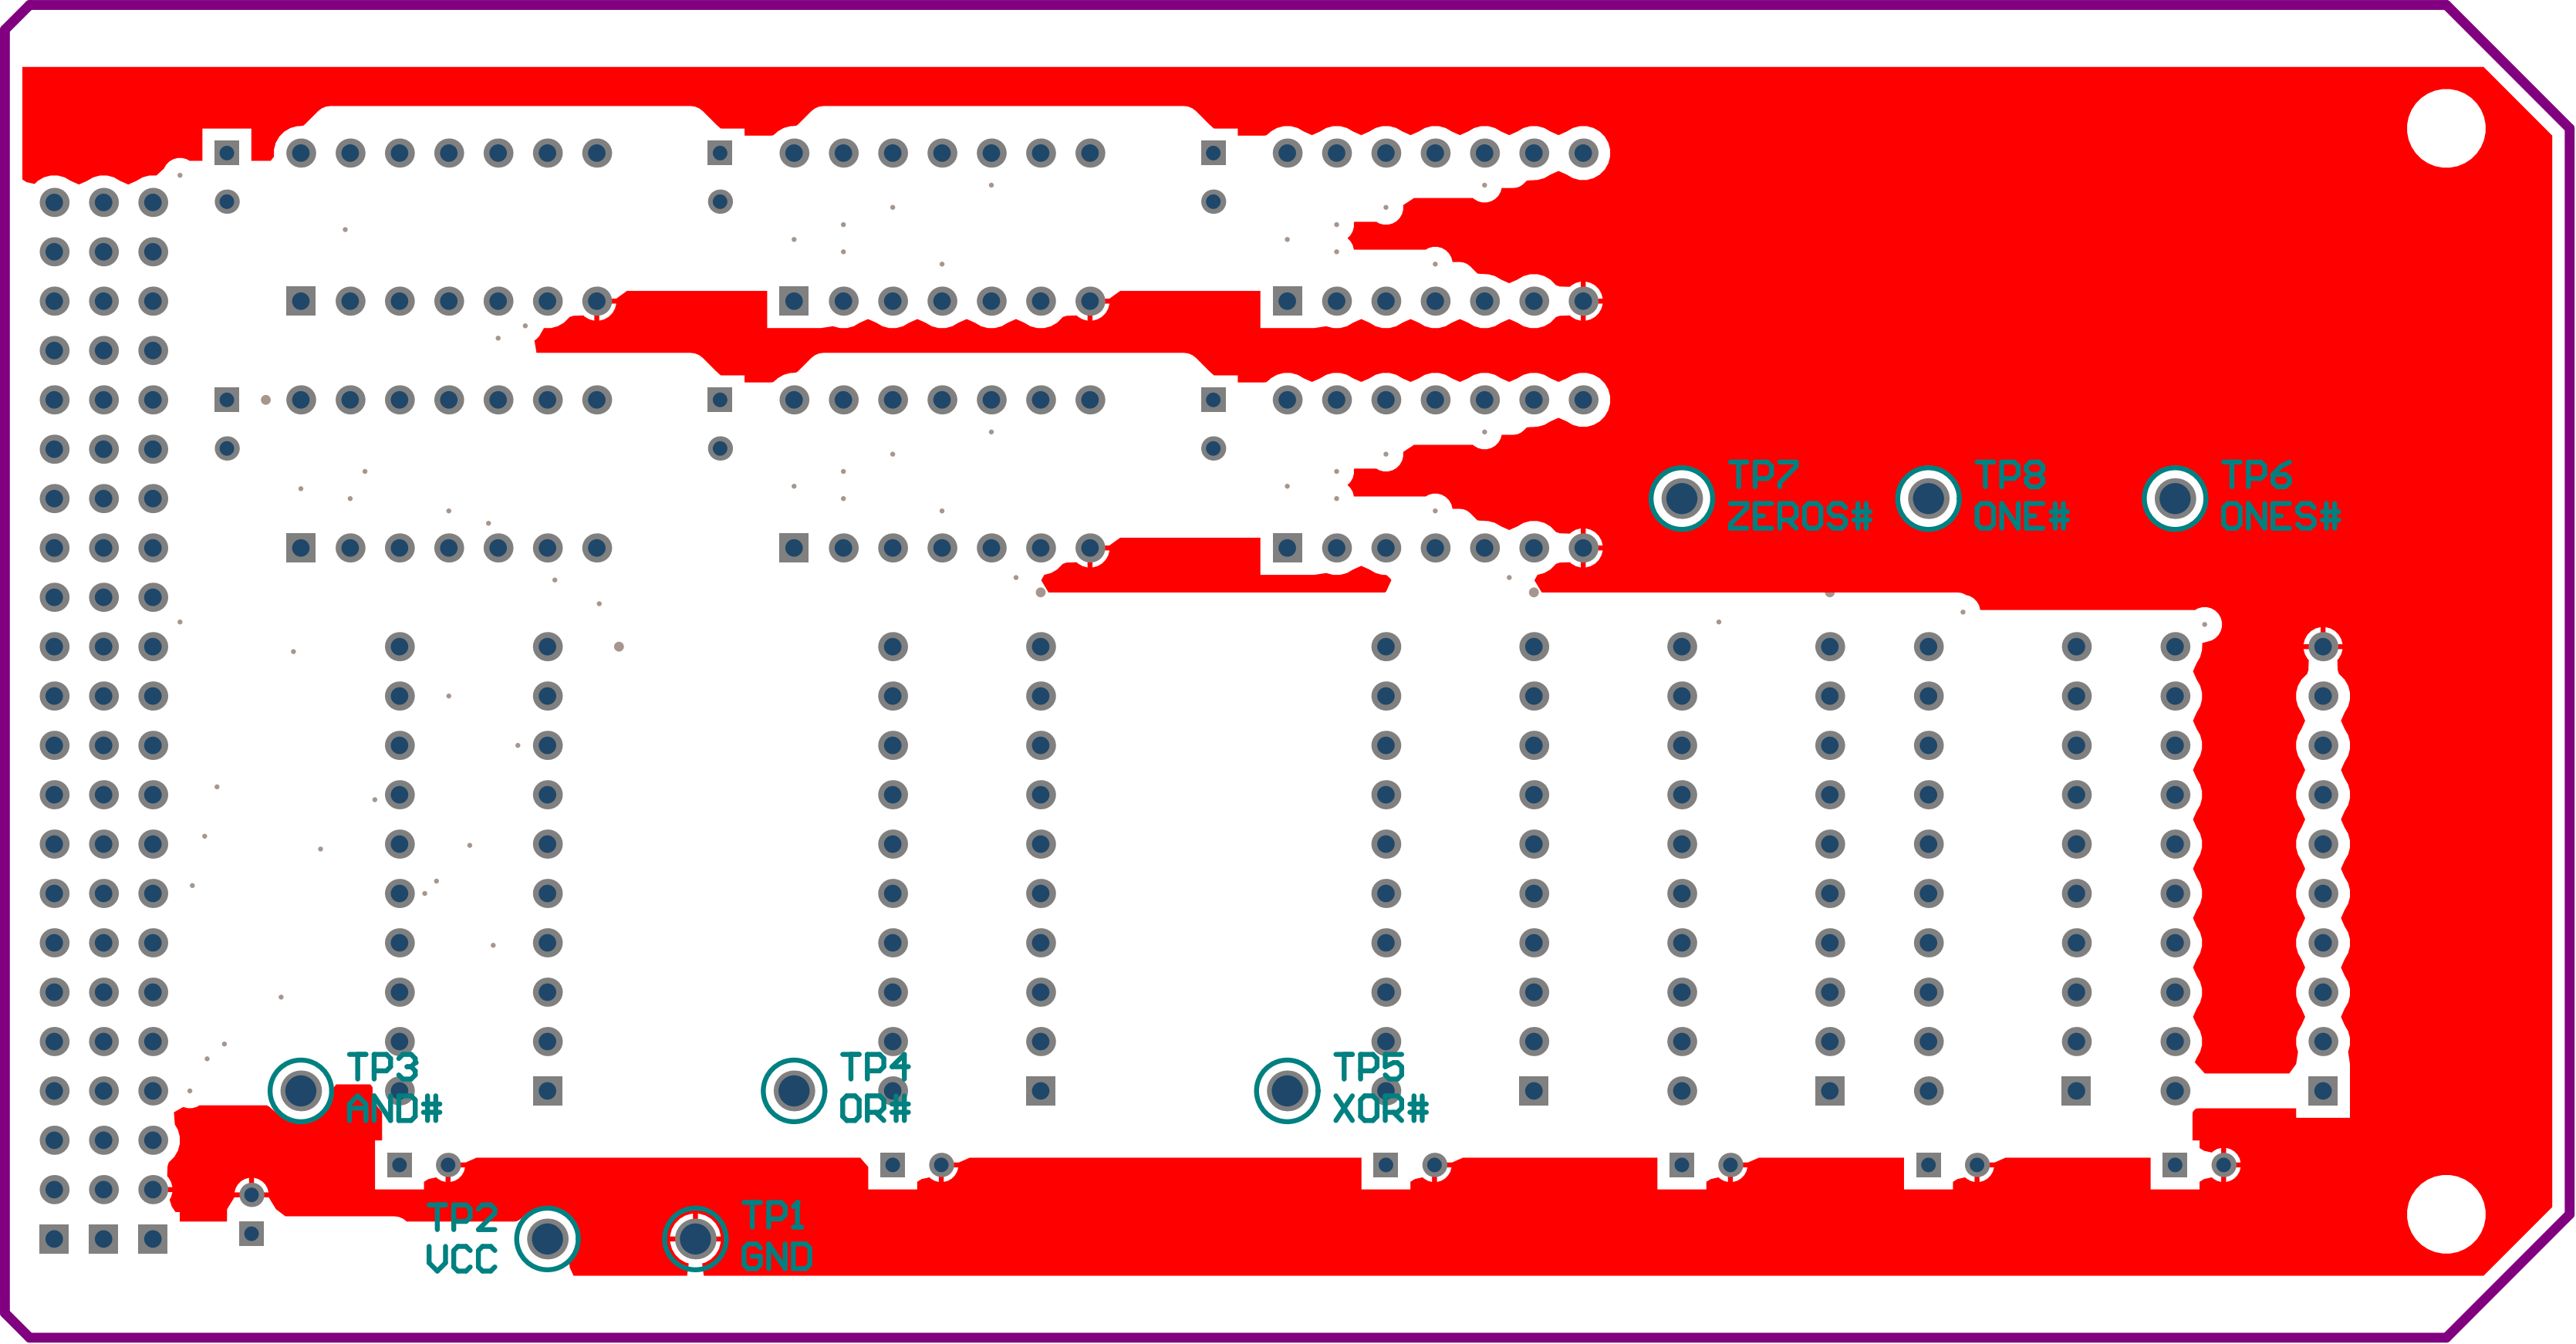 TP7
ZEROS#
TP8
ONE#
TP6
ONES#
TP3
AND#
TP4
OR#
TP5
XOR#
TP2
VCC
TP1
GND